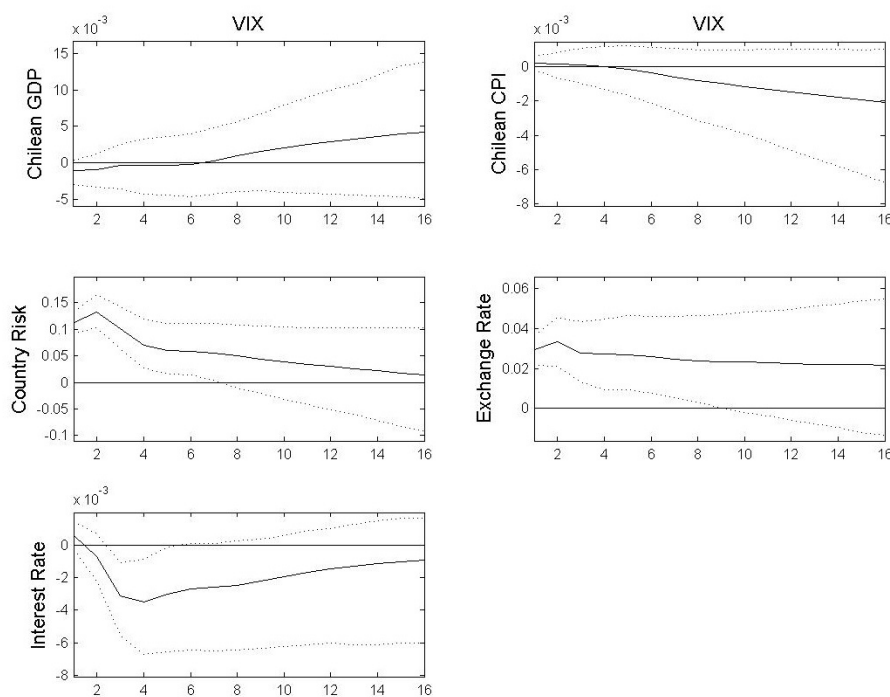 VIX
x 10⁻³
Chilean GDP
15
10
5
0
-5
2 4 6 8 10 12 14 16
VIX
x 10⁻³
Chilean CPI
0
-2
-4
-6
-8
2 4 6 8 10 12 14 16
Country Risk
0.15
0.1
0.05
0
-0.05
-0.1
2 4 6 8 10 12 14 16
Exchange Rate
0.06
0.04
0.02
0
2 4 6 8 10 12 14 16
x 10⁻³
Interest Rate
0
-2
-4
-6
-8
2 4 6 8 10 12 14 16